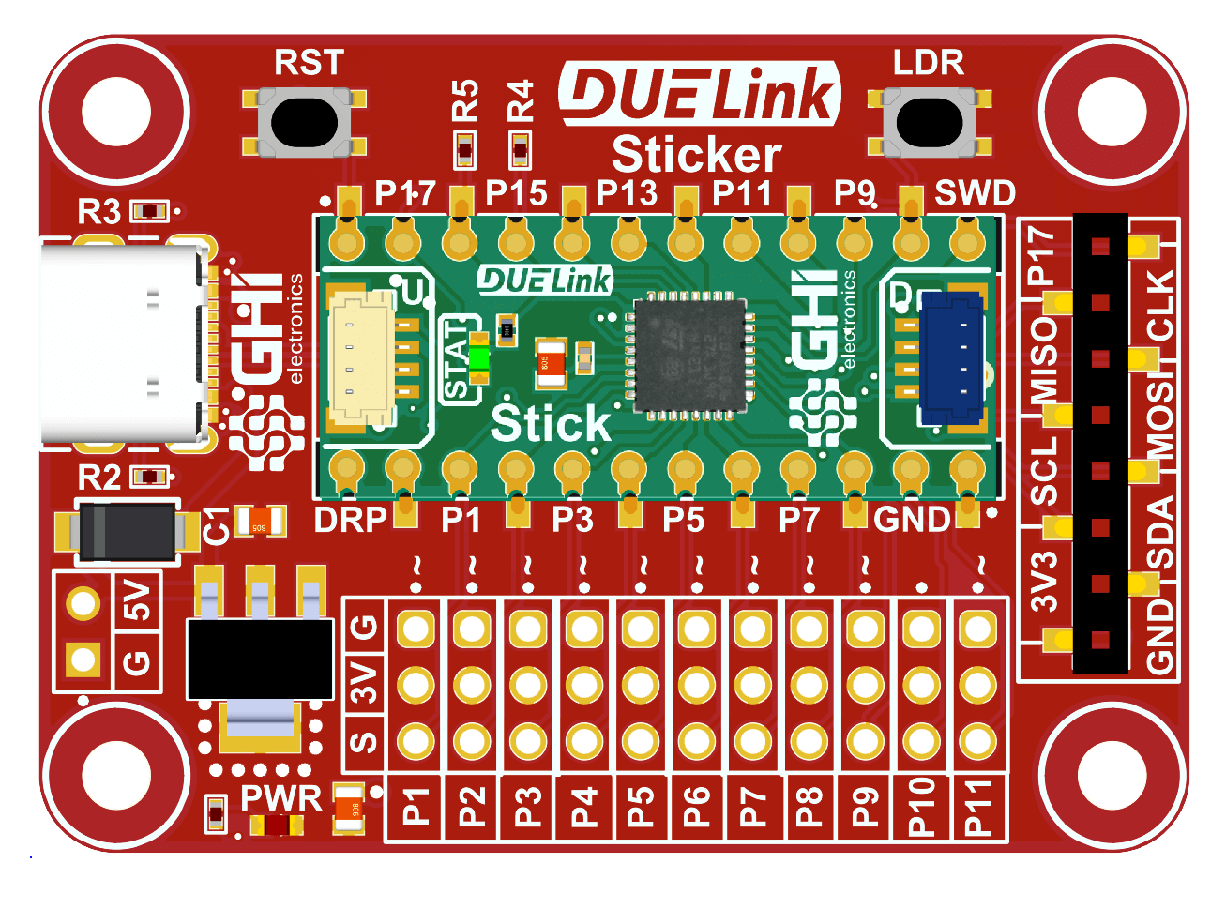 RST
R5
R4
DUELink
Sticker
LDR
R3
P17
P15
P13
P11
P9
SWD
GHI
electronics
U
DUELink
STAT
Stick
GHI
electronics
D
P17
CLK
MISO
MOSI
SCL
SDA
3V3
GND
R2
C1
DRP
P1
P3
P5
P7
GND
5V
G
~ ~ ~ ~ ~ ~ ~ ~ ~ ~
G
3V
S
PWR
P1 P2 P3 P4 P5 P6 P7 P8 P9 P10 P11